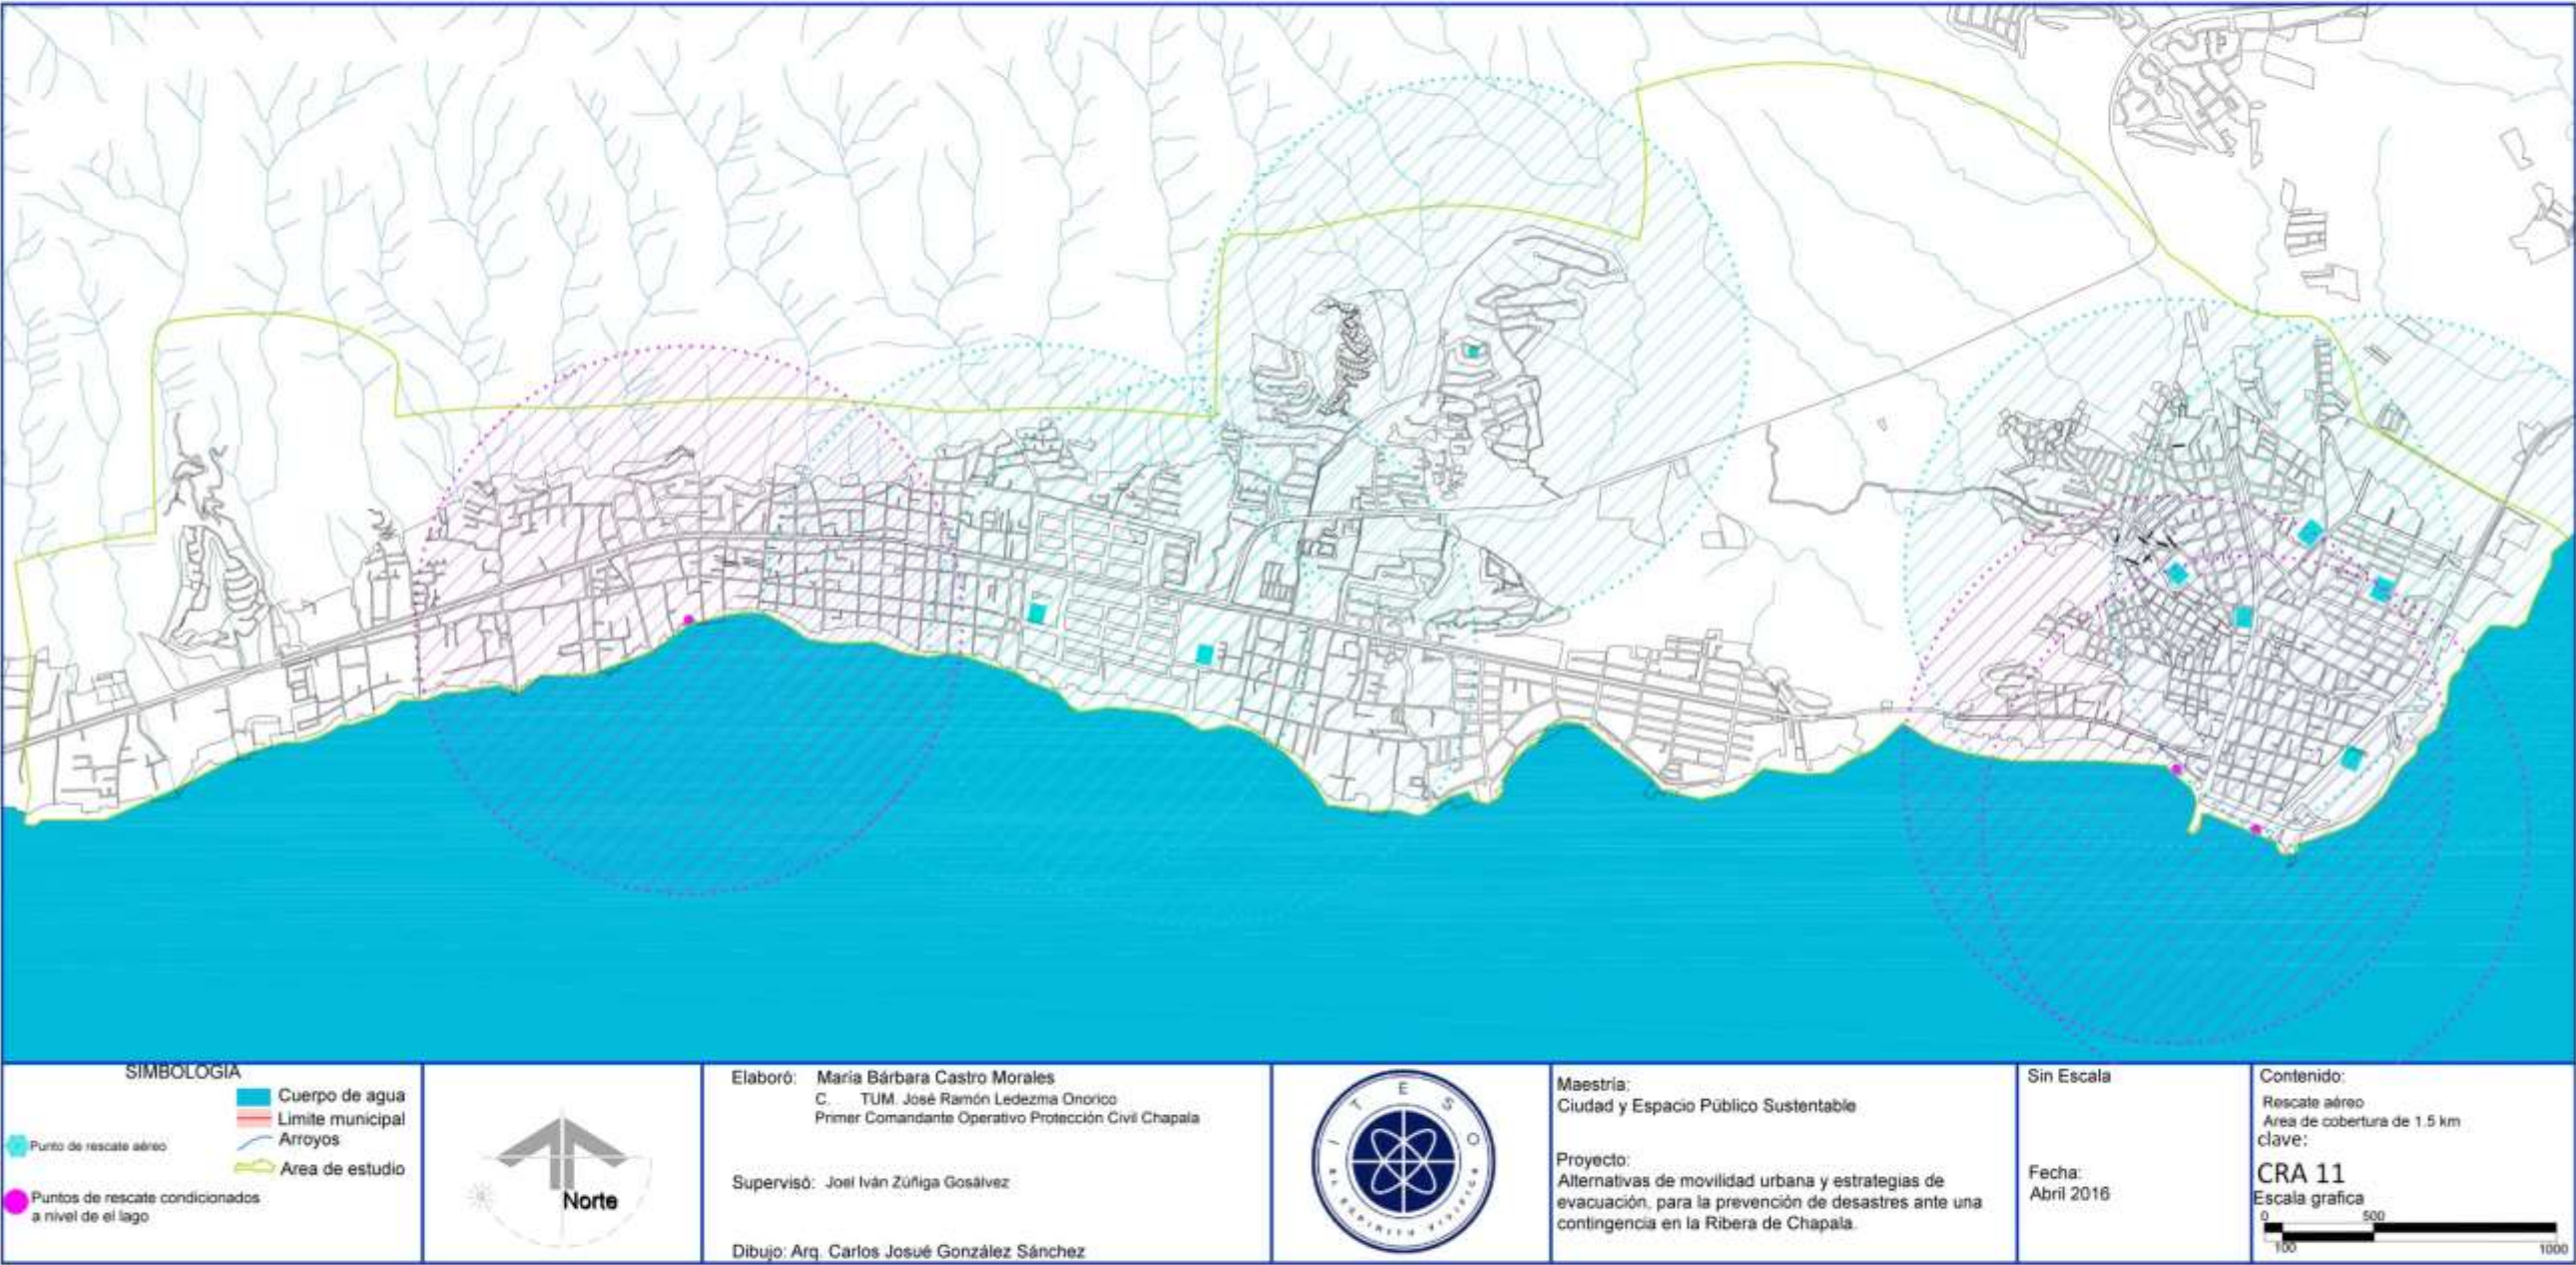 SIMBOLOGIA
Cuerpo de agua
Limite municipal
Arroyos
Punto de rescate aéreo
Area de estudio
Puntos de rescate condicionados
a nivel de el lago
Norte
Elaboró: María Bárbara Castro Morales
C. TUM. José Ramón Ledezma Onorico
Primer Comandante Operativo Protección Civil Chapala
Supervisó: Joel Iván Zúñiga Gosálvez
Dibujo: Arq. Carlos Josué González Sánchez
ITESO
Maestría:
Ciudad y Espacio Público Sustentable
Proyecto:
Alternativas de movilidad urbana y estrategias de
evacuación, para la prevención de desastres ante una
contingencia en la Ribera de Chapala.
Sin Escala
Fecha:
Abril 2016
Contenido:
Rescate aéreo
Area de cobertura de 1.5 km
clave:
CRA 11
Escala grafica
0 500
100 1000